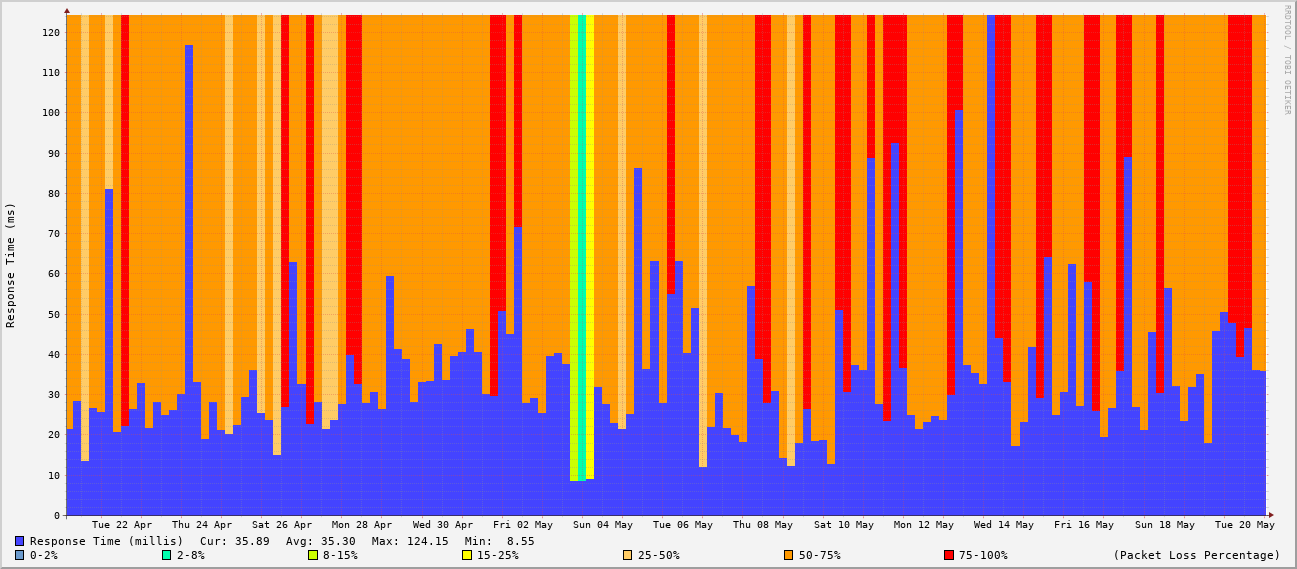 RRDTOOL / TOBI OETIKER
Response Time (ms)
120
110
100
90
80
70
60
50
40
30
20
10
0
Tue 22 Apr Thu 24 Apr Sat 26 Apr Mon 28 Apr Wed 30 Apr Fri 02 May Sun 04 May Tue 06 May Thu 08 May Sat 10 May Mon 12 May Wed 14 May Fri 16 May Sun 18 May Tue 20 May
Response Time (millis) Cur: 35.89 Avg: 35.30 Max: 124.15 Min: 8.55
0-2% 2-8% 8-15% 15-25% 25-50% 50-75% 75-100% (Packet Loss Percentage)